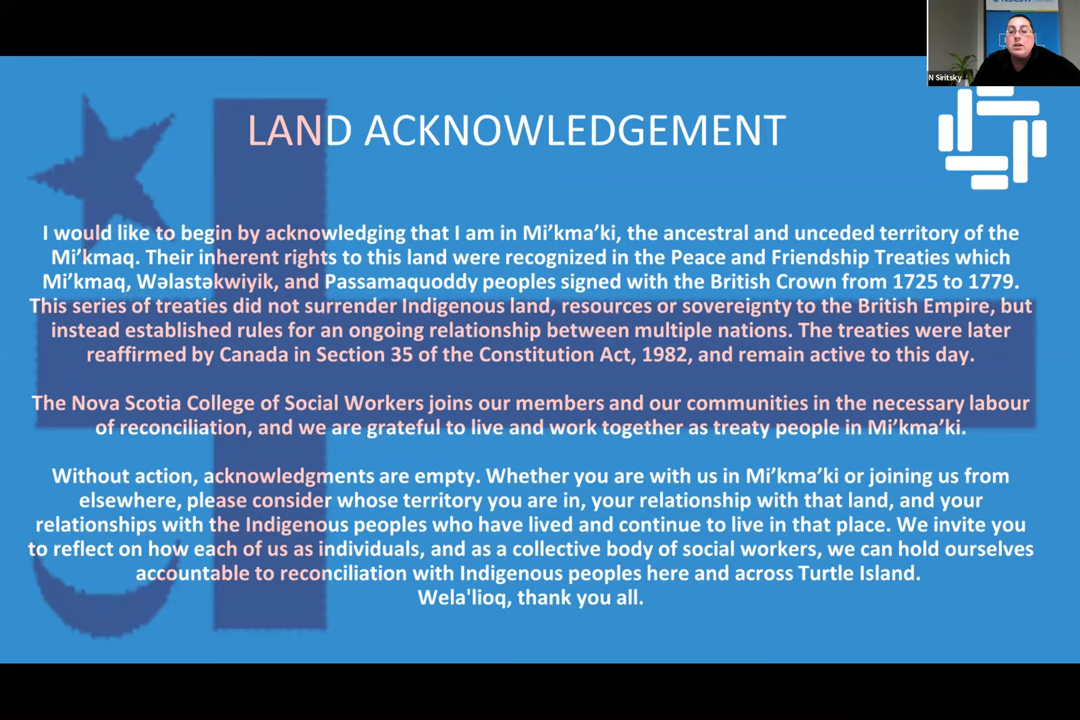 NSCSW
N Siritsky
LAND ACKNOWLEDGEMENT
I would like to begin by acknowledging that I am in Mi’kma’ki, the ancestral and unceded territory of the
Mi’kmaq. Their inherent rights to this land were recognized in the Peace and Friendship Treaties which
Mi’kmaq, Wəlastəkwiyik, and Passamaquoddy peoples signed with the British Crown from 1725 to 1779.
This series of treaties did not surrender Indigenous land, resources or sovereignty to the British Empire, but
instead established rules for an ongoing relationship between multiple nations. The treaties were later
reaffirmed by Canada in Section 35 of the Constitution Act, 1982, and remain active to this day.
The Nova Scotia College of Social Workers joins our members and our communities in the necessary labour
of reconciliation, and we are grateful to live and work together as treaty people in Mi’kma’ki.
Without action, acknowledgments are empty. Whether you are with us in Mi’kma’ki or joining us from
elsewhere, please consider whose territory you are in, your relationship with that land, and your
relationships with the Indigenous peoples who have lived and continue to live in that place. We invite you
to reflect on how each of us as individuals, and as a collective body of social workers, we can hold ourselves
accountable to reconciliation with Indigenous peoples here and across Turtle Island.
Wela'lioq, thank you all.